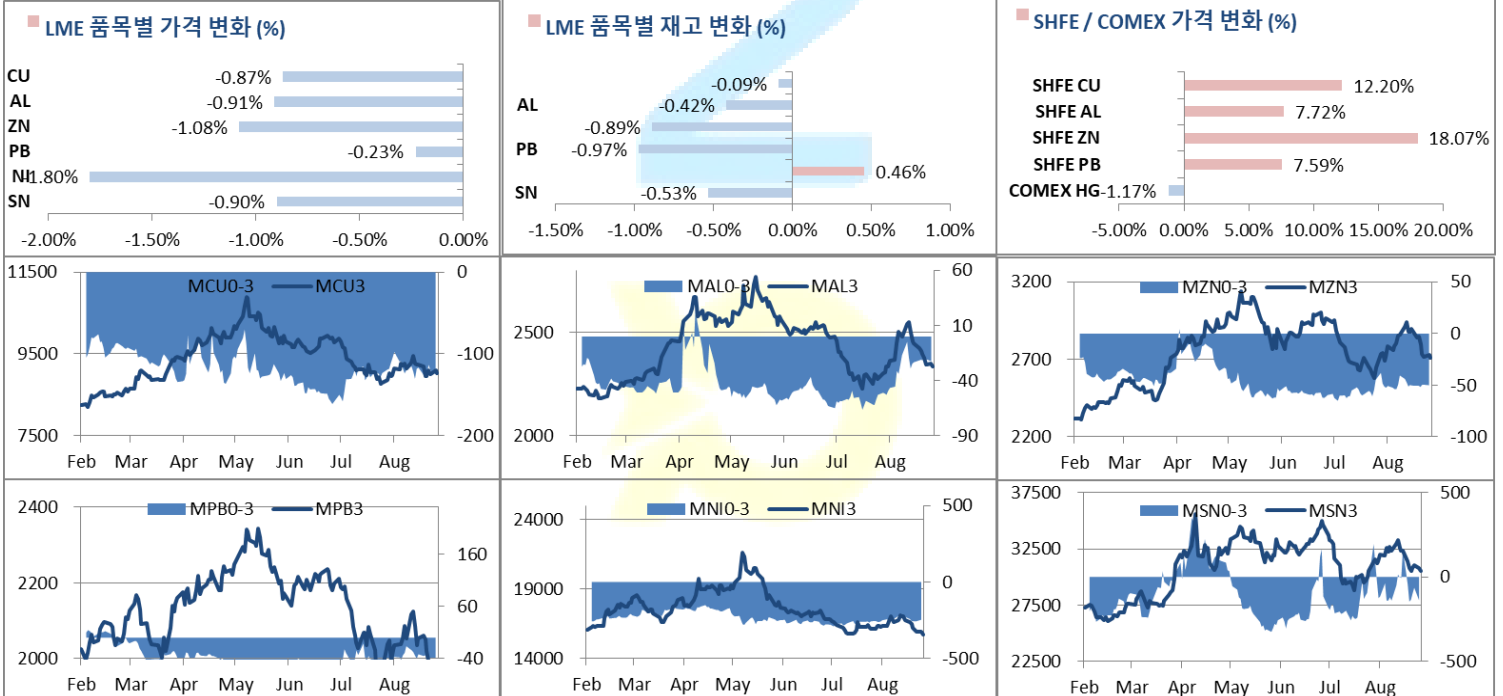 LME 품목별 가격 변화 (%)
CU
-0.87%
AL
-0.91%
ZN
-1.08%
PB
-0.23%
NI
-1.80%
SN
-0.90%
-2.00% -1.50% -1.00% -0.50% 0.00%
LME 품목별 재고 변화 (%)
-0.09%
AL
-0.42%
-0.89%
PB
-0.97%
0.46%
SN
-0.53%
-1.50% -1.00% -0.50% 0.00% 0.50% 1.00%
SHFE / COMEX 가격 변화 (%)
SHFE CU
12.20%
SHFE AL
7.72%
SHFE ZN
18.07%
SHFE PB
7.59%
COMEX HG
-1.17%
-5.00% 0.00% 5.00% 10.00% 15.00% 20.00%
MCU0-3 MCU3
11500
9500
7500
0
-100
-200
Feb Mar Apr May Jun Jul Aug
MAL0-3 MAL3
2500
2000
60
10
-40
-90
Feb Mar Apr May Jun Jul Aug
MZN0-3 MZN3
3200
2700
2200
50
0
-50
-100
Feb Mar Apr May Jun Jul Aug
MPB0-3 MPB3
2400
2200
2000
160
60
-40
Feb Mar Apr May Jun Jul Aug
MNI0-3 MNI3
24000
19000
14000
500
0
-500
Feb Mar Apr May Jun Jul Aug
MSN0-3 MSN3
37500
32500
27500
22500
500
0
-500
Feb Mar Apr May Jun Jul Aug